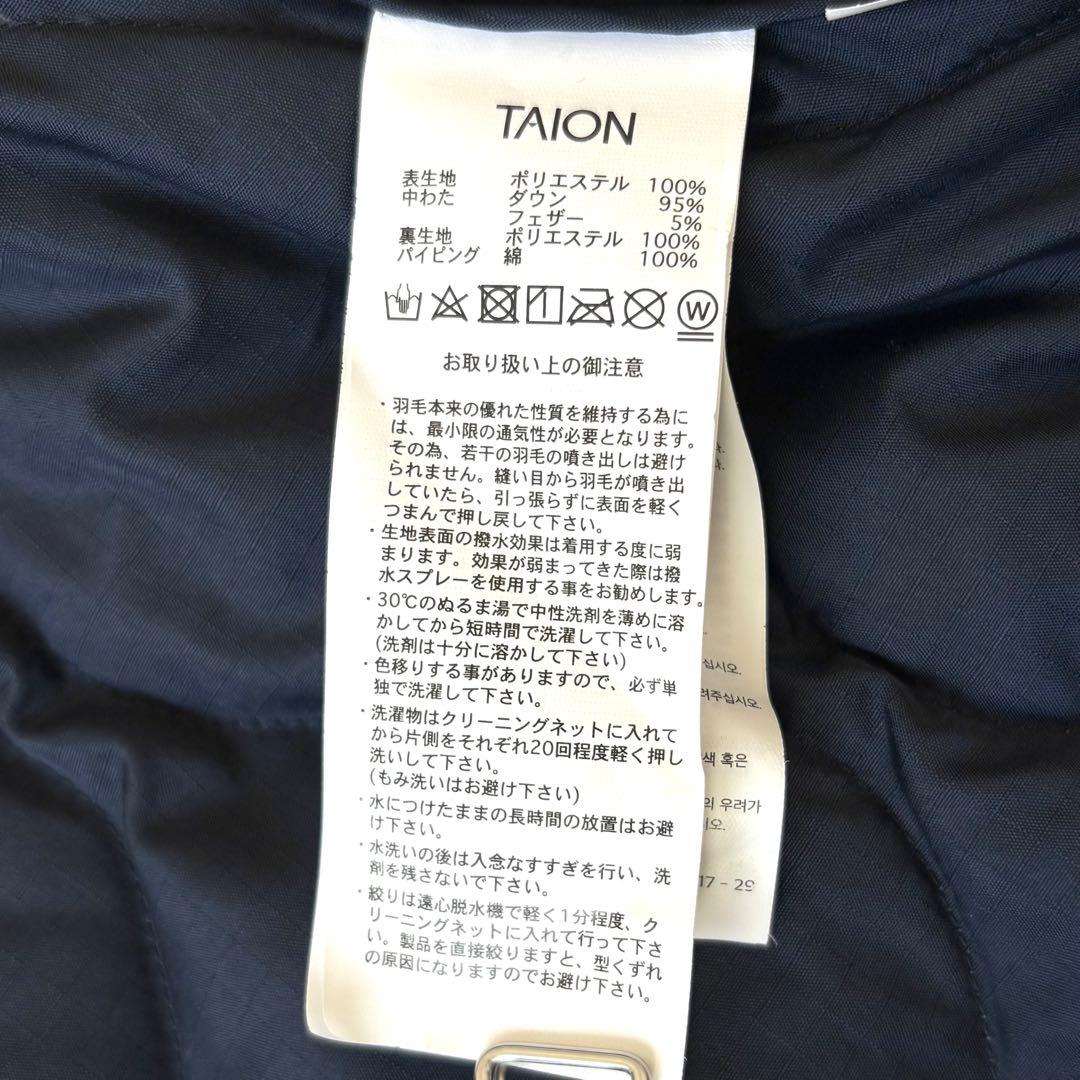 TAION
表生地 ポリエステル 100%
中わた ダウン 95%
フェザー 5%
裏生地 ポリエステル 100%
パイピング 綿 100%
W
お取り扱い上の御注意
・羽毛本来の優れた性質を維持する為に
は、最小限の通気性が必要となります。
その為、若干の羽毛の噴き出しは避け
られません。縫い目から羽毛が噴き出
していたら、引っ張らずに表面を軽く
つまんで押し戻して下さい。
・生地表面の撥水効果は着用する度に弱
まります。効果が弱まってきた際は撥
水スプレーを使用する事をお勧めします。
・30℃のぬるま湯で中性洗剤を薄めに溶
かしてから短時間で洗濯して下さい。
(洗剤は十分に溶かして下さい)
・色移りする事がありますので、必ず単
独で洗濯して下さい。
・洗濯物はクリーニングネットに入れて
から片側をそれぞれ20回程度軽く押し
洗いして下さい。
(もみ洗いはお避け下さい)
・水につけたままの長時間の放置はお避
け下さい。
・水洗いの後は入念なすすぎを行い、洗
剤を残さないで下さい。
・絞りは遠心脱水機で軽く1分程度、ク
リーニングネットに入れて行って下さ
い。製品を直接絞りますと、型くずれ
の原因になりますのでお避け下さい。
십시오.
려주십시오.
색 혹은
의 우려가
시오.
17 - 29